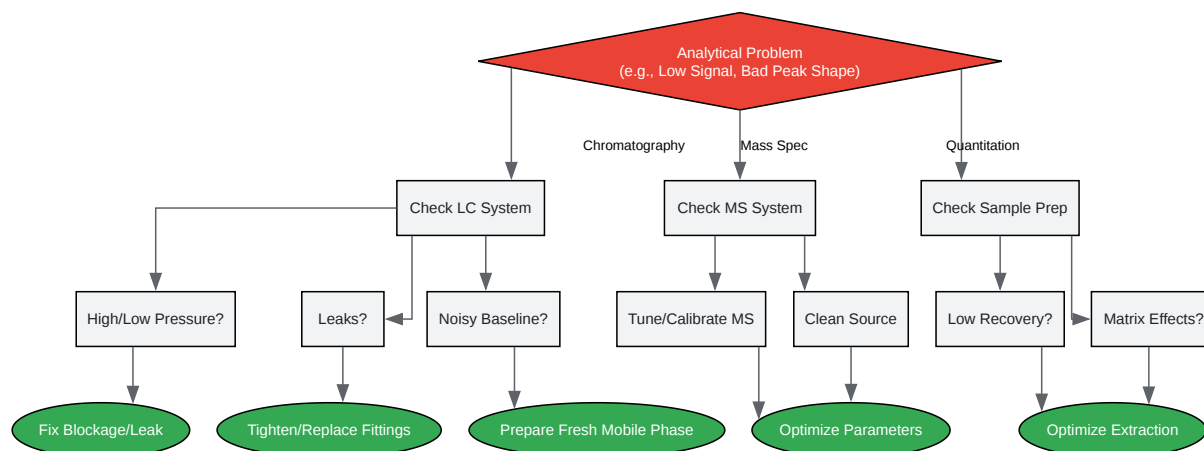 Analytical Problem
(e.g., Low Signal, Bad Peak Shape)
Chromatography
Mass Spec
Quantitation
Check LC System
Check MS System
Check Sample Prep
High/Low Pressure?
Leaks?
Noisy Baseline?
Tune/Calibrate MS
Clean Source
Low Recovery?
Matrix Effects?
Fix Blockage/Leak
Tighten/Replace Fittings
Prepare Fresh Mobile Phase
Optimize Parameters
Optimize Extraction